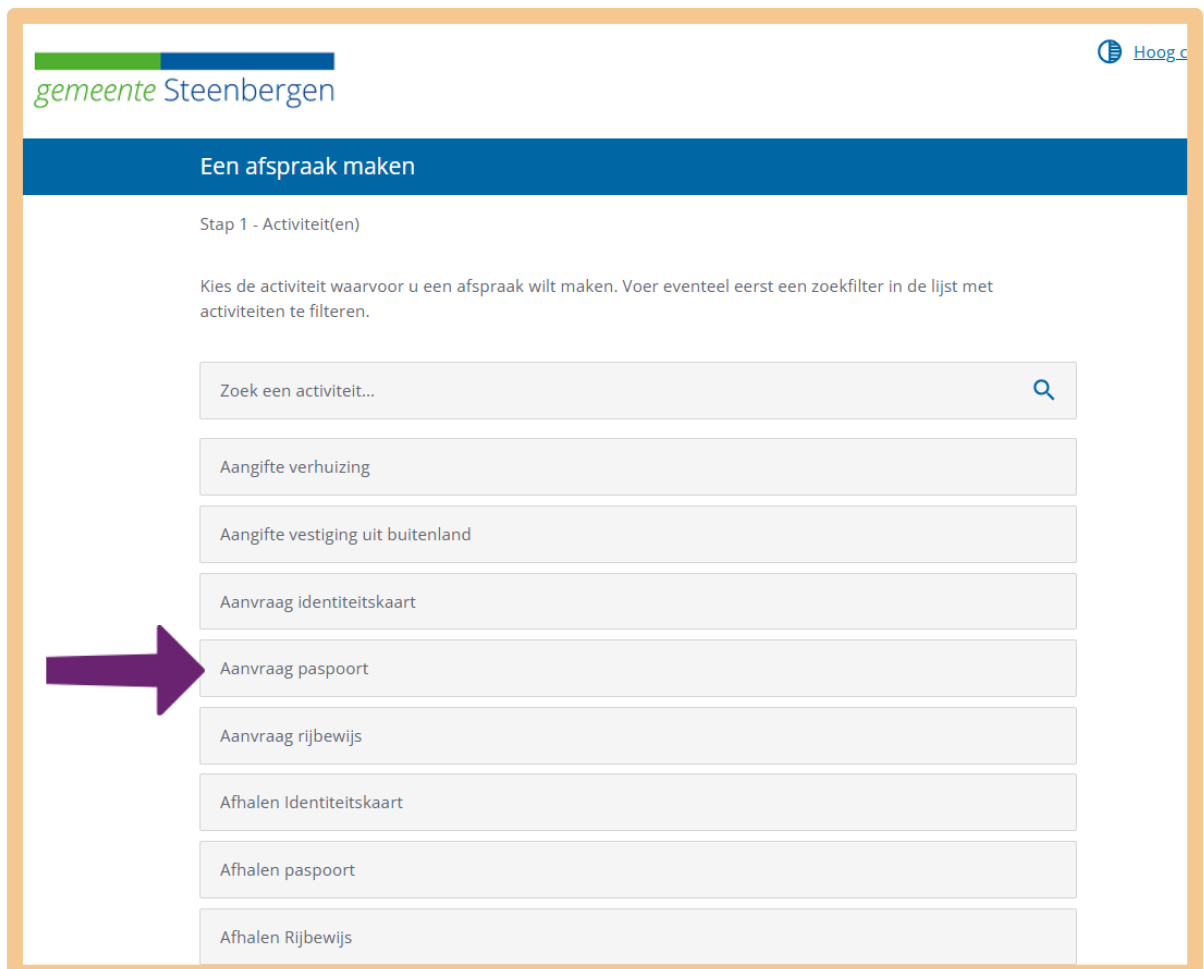 Hoog c
gemeente Steenbergen
Een afspraak maken
Stap 1 - Activiteit(en)
Kies de activiteit waarvoor u een afspraak wilt maken. Voer eventeel eerst een zoekfilter in de lijst met
activiteiten te filteren.
Zoek een activiteit...
Aangifte verhuizing
Aangifte vestiging uit buitenland
Aanvraag identiteitskaart
Aanvraag paspoort
Aanvraag rijbewijs
Afhalen Identiteitskaart
Afhalen paspoort
Afhalen Rijbewijs